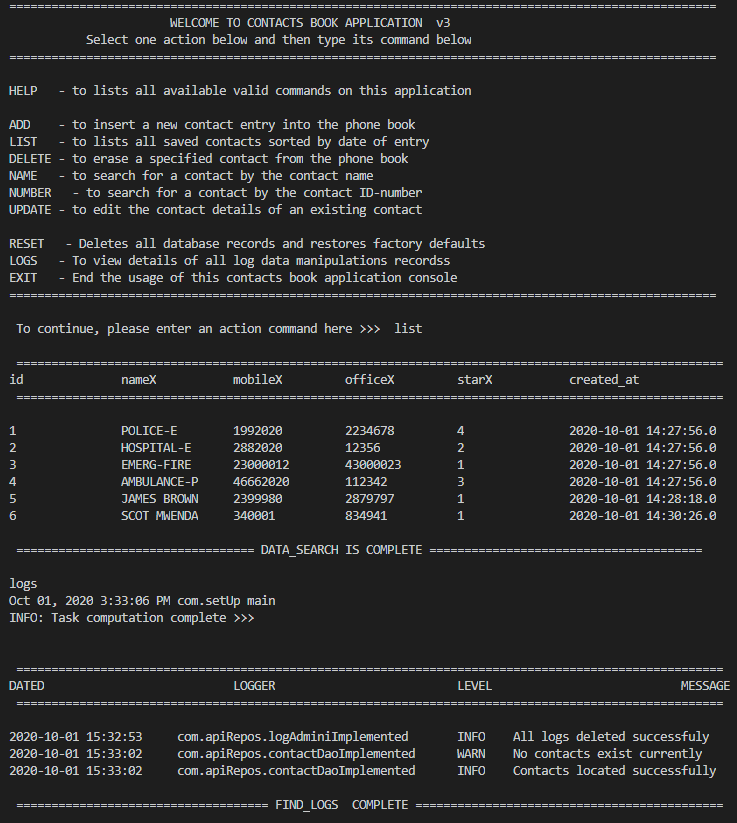 =====================================================================================================
WELCOME TO CONTACTS BOOK APPLICATION  v3
Select one action below and then type its command below
=====================================================================================================
HELP   - to lists all available valid commands on this application
ADD    - to insert a new contact entry into the phone book
LIST   - to lists all saved contacts sorted by date of entry
DELETE - to erase a specified contact from the phone book
NAME   - to search for a contact by the contact name
NUMBER   - to search for a contact by the contact ID-number
UPDATE - to edit the contact details of an existing contact
RESET   - Deletes all database records and restores factory defaults
LOGS   - To view details of all log data manipulations recordss
EXIT   - End the usage of this contacts book application console
=====================================================================================================
To continue, please enter an action command here >>>  list
=====================================================================================================
id              nameX           mobileX         officeX         starX           created_at
=====================================================================================================
1               POLICE-E        1992020         2234678         4               2020-10-01 14:27:56.0
2               HOSPITAL-E      2882020         12356           2               2020-10-01 14:27:56.0
3               EMERG-FIRE      23000012        43000023        1               2020-10-01 14:27:56.0
4               AMBULANCE-P     46662020        112342          3               2020-10-01 14:27:56.0
5               JAMES BROWN     2399980         2879797         1               2020-10-01 14:28:18.0
6               SCOT MWENDA     340001          834941          1               2020-10-01 14:30:26.0
================================== DATA_SEARCH IS COMPLETE =======================================
logs
Oct 01, 2020 3:33:06 PM com.setUp main
INFO: Task computation complete >>>
=====================================================================================================
DATED                           LOGGER                          LEVEL                           MESSAGE
=====================================================================================================
2020-10-01 15:32:53     com.apiRepos.logAdminiImplemented       INFO    All logs deleted successfuly
2020-10-01 15:33:02     com.apiRepos.contactDaoImplemented      WARN    No contacts exist currently
2020-10-01 15:33:02     com.apiRepos.contactDaoImplemented      INFO    Contacts located successfully
==================================== FIND_LOGS  COMPLETE ============================================